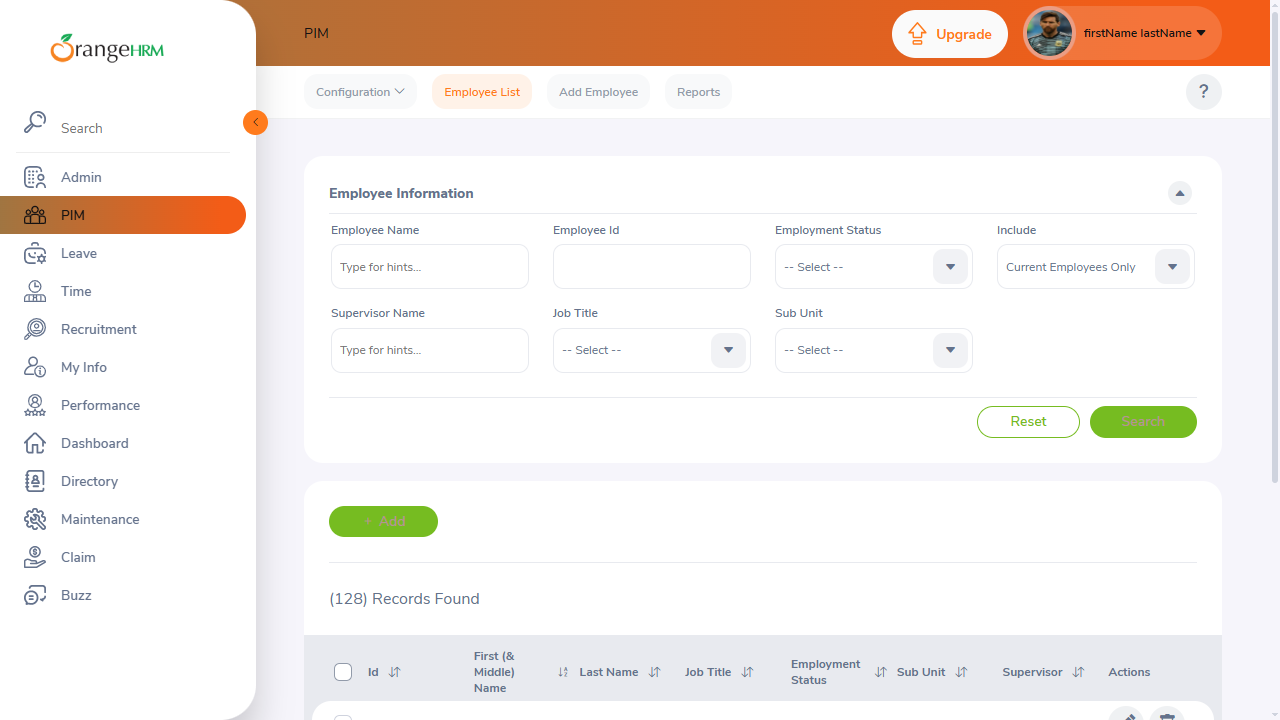 OrangeHRM
Search
Admin
PIM
Leave
Time
Recruitment
My Info
Performance
Dashboard
Directory
Maintenance
Claim
Buzz
PIM
Upgrade
firstName lastName
Configuration
Employee List
Add Employee
Reports
?
Employee Information
Employee Name
Employee Id
Employment Status
Include
Type for hints...
-- Select --
Current Employees Only
Supervisor Name
Job Title
Sub Unit
Type for hints...
-- Select --
-- Select --
Reset
Search
+ Add
(128) Records Found
Id
First (& Middle) Name
Last Name
Job Title
Employment Status
Sub Unit
Supervisor
Actions